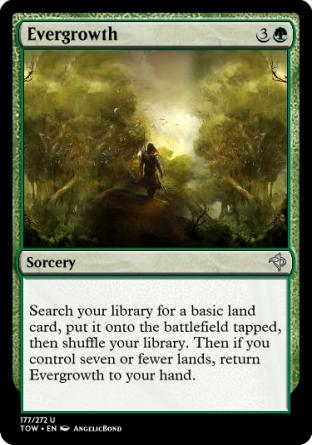 Evergrowth 3
Sorcery
Search your library for a basic land
card, put it onto the battlefield tapped,
then shuffle your library. Then if you
control seven or fewer lands, return
Evergrowth to your hand.
177/272 U
TOW • EN AngelicBond